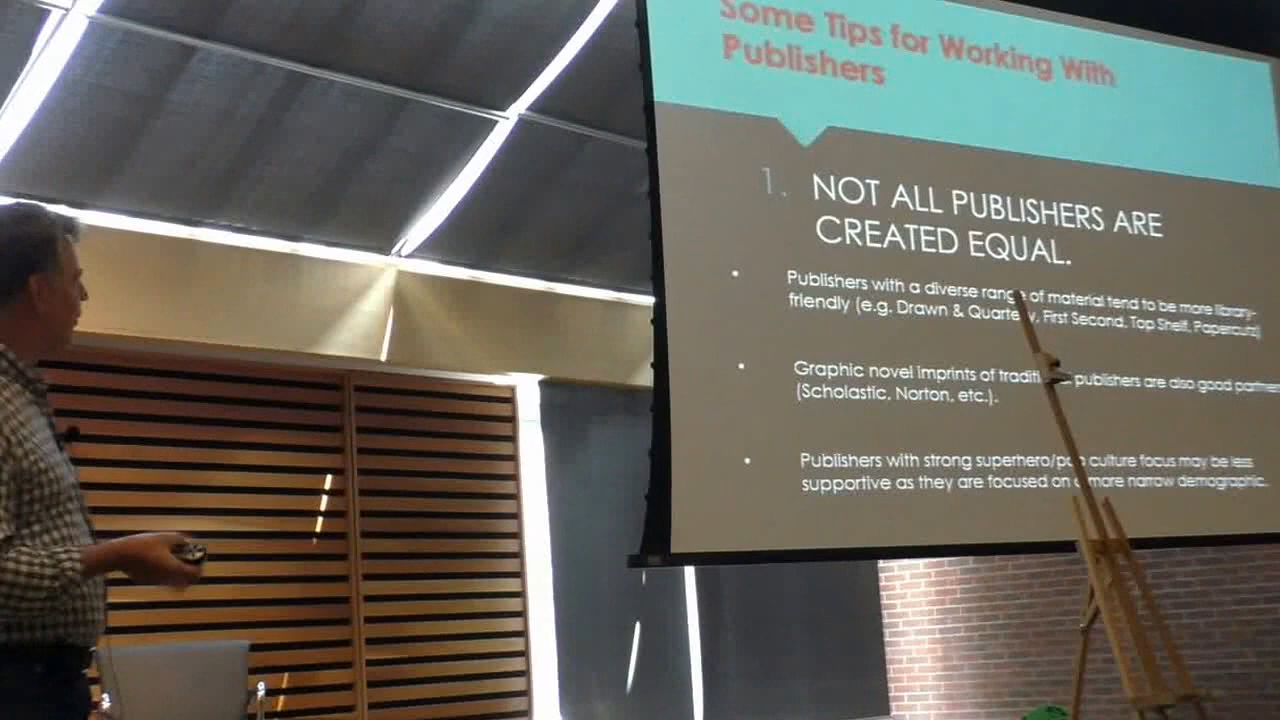 Some Tips for Working With
Publishers
1. NOT ALL PUBLISHERS ARE
CREATED EQUAL.
Publishers with a diverse range of material tend to be more library-
friendly (e.g. Drawn & Quarterly, First Second, Top Shelf, Papercutz)
Graphic novel imprints of publishers are also good
(Scholastic, Norton, etc.).
Publishers with strong superhero/pop culture focus may be less
supportive as they are focused on a more narrow demographic.